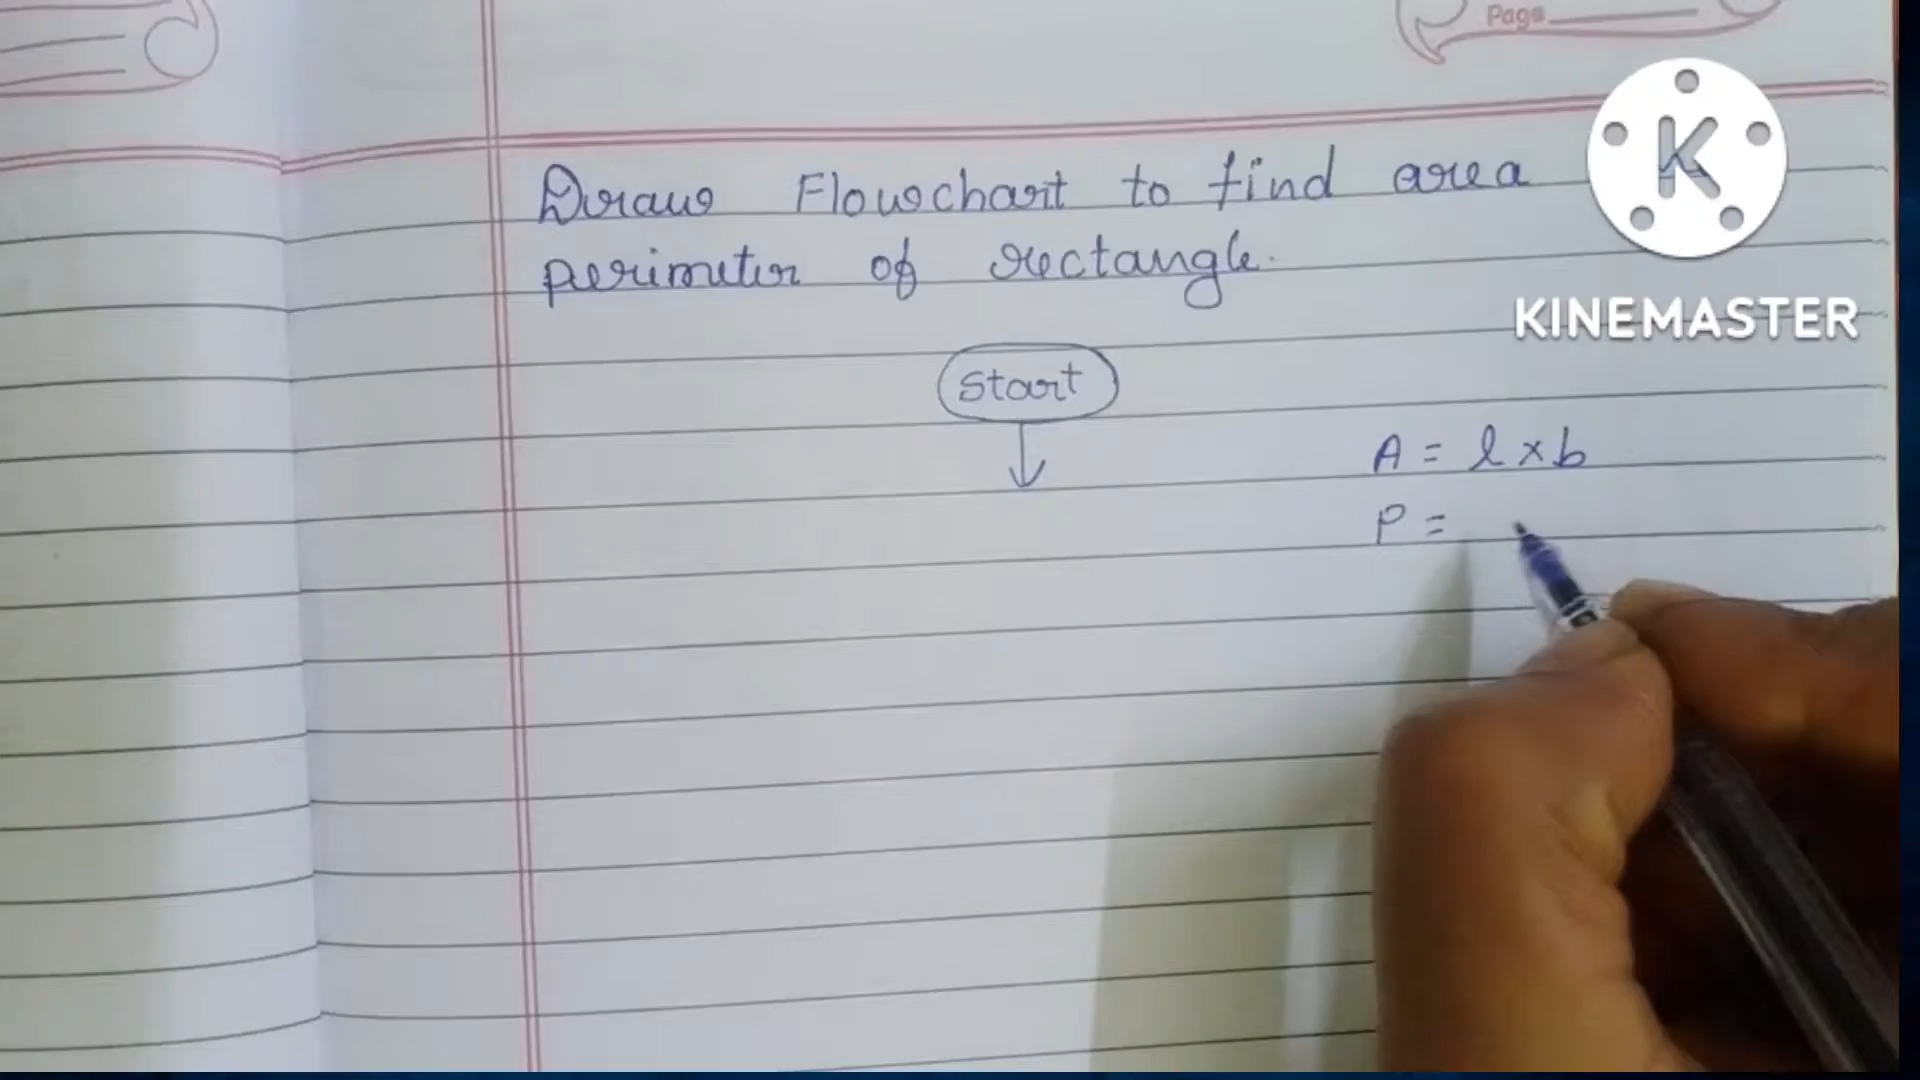 Page
Draw Flowchart to find area
perimeter of rectangle.
KINEMASTER
Start
A = l × b
P =